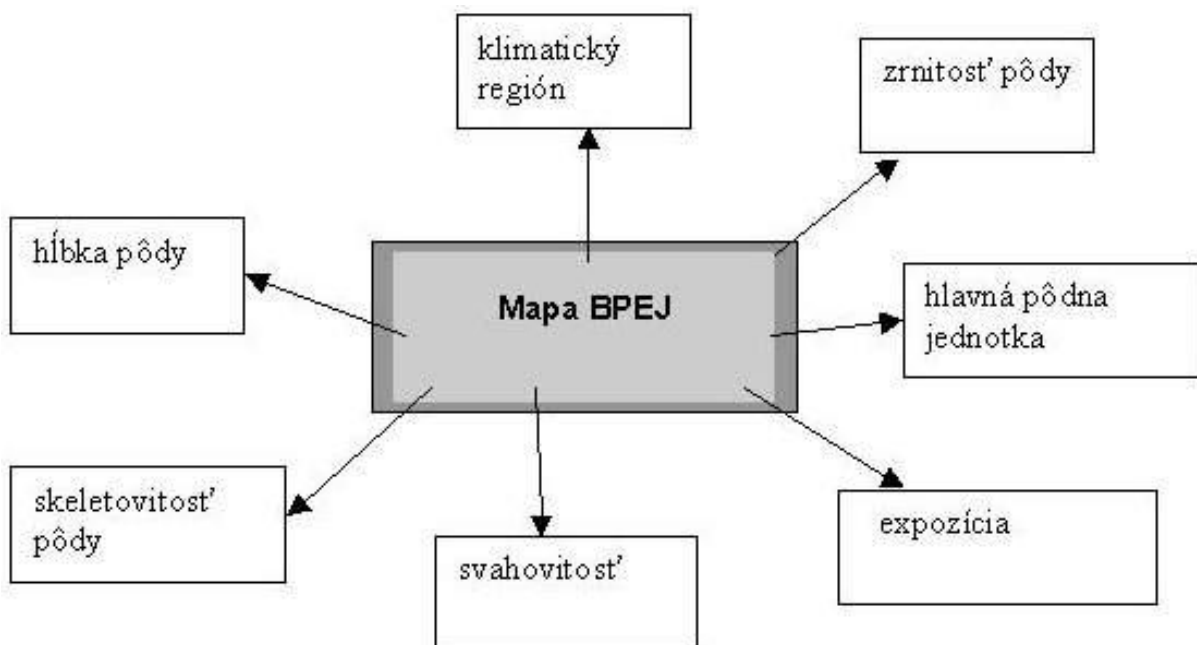 klimatický
región
zrnitosť pôdy
hĺbka pôdy
Mapa BPEJ
hlavná pôdna
jednotka
skeletovitosť
pôdy
svahovitosť
expozícia